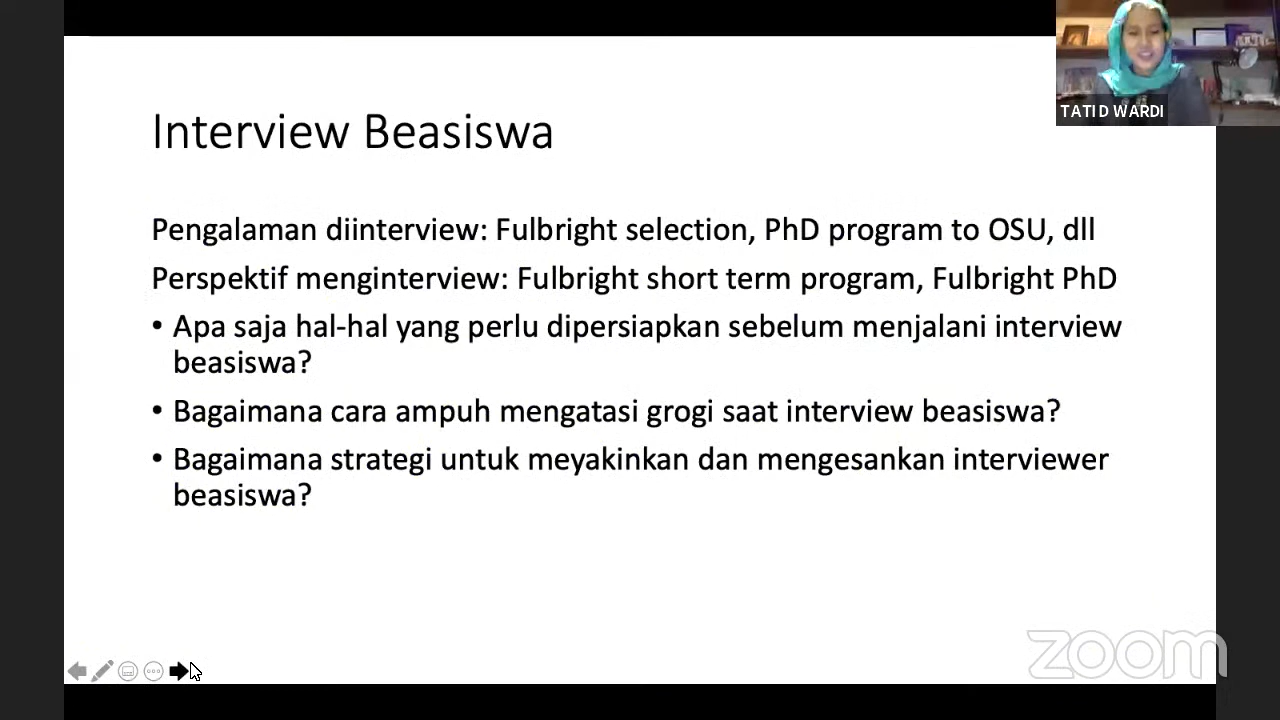 TATI D WARDI
Interview Beasiswa
Pengalaman diinterview: Fulbright selection, PhD program to OSU, dll
Perspektif menginterview: Fulbright short term program, Fulbright PhD
• Apa saja hal-hal yang perlu dipersiapkan sebelum menjalani interview
beasiswa?
• Bagaimana cara ampuh mengatasi grogi saat interview beasiswa?
• Bagaimana strategi untuk meyakinkan dan mengesankan interviewer
beasiswa?
zoom